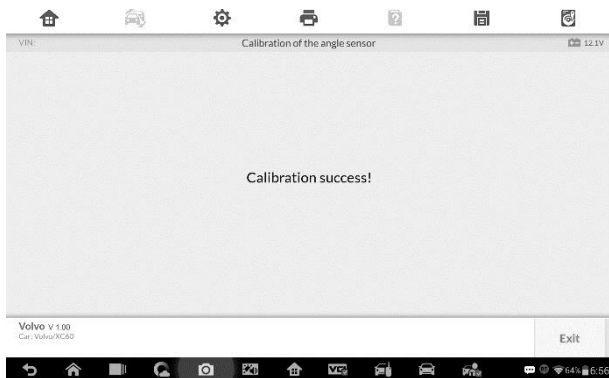 VIN:
Calibration of the angle sensor
12.1V
Calibration success!
Volvo V 1.00
Car: Volvo/XC60
Exit
64%
6:56